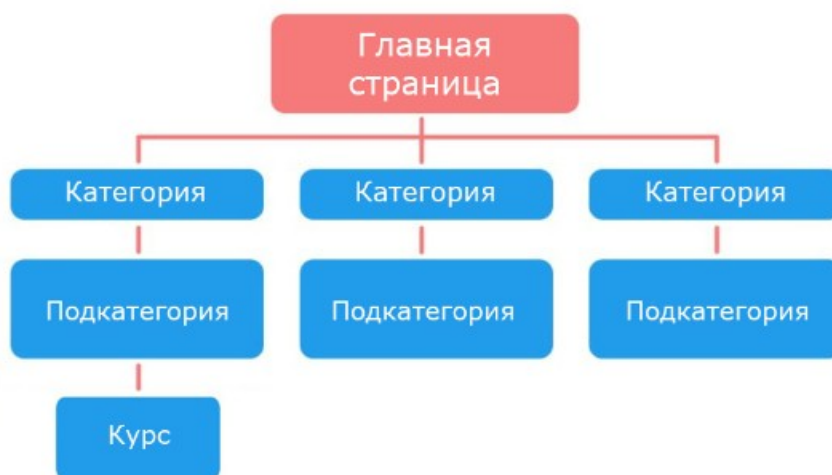 Главная
страница
Категория
Категория
Категория
Подкатегория
Подкатегория
Подкатегория
Курс